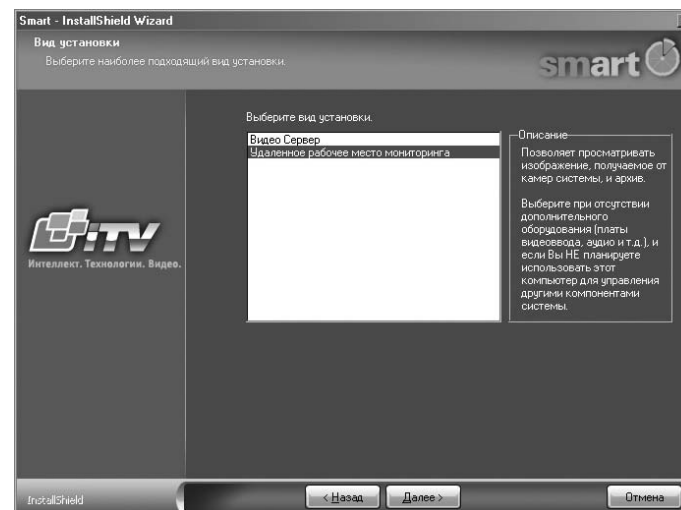 Smart - InstallShield Wizard
Вид установки
Выберите наиболее подходящий вид установки.
smart
Выберите вид установки.
Видео Сервер
Удаленное рабочее место мониторинга
Описание
Позволяет просматривать
изображение, получаемое от
камер системы, и архив.
Выберите при отсутствии
дополнительного
оборудования (платы
видеоввода, аудио и т.д.), и
если Вы НЕ планируете
использовать этот
компьютер для управления
другими компонентами
системы.
iTV
Интеллект. Технологии. Видео.
InstallShield
< Назад
Далее >
Отмена